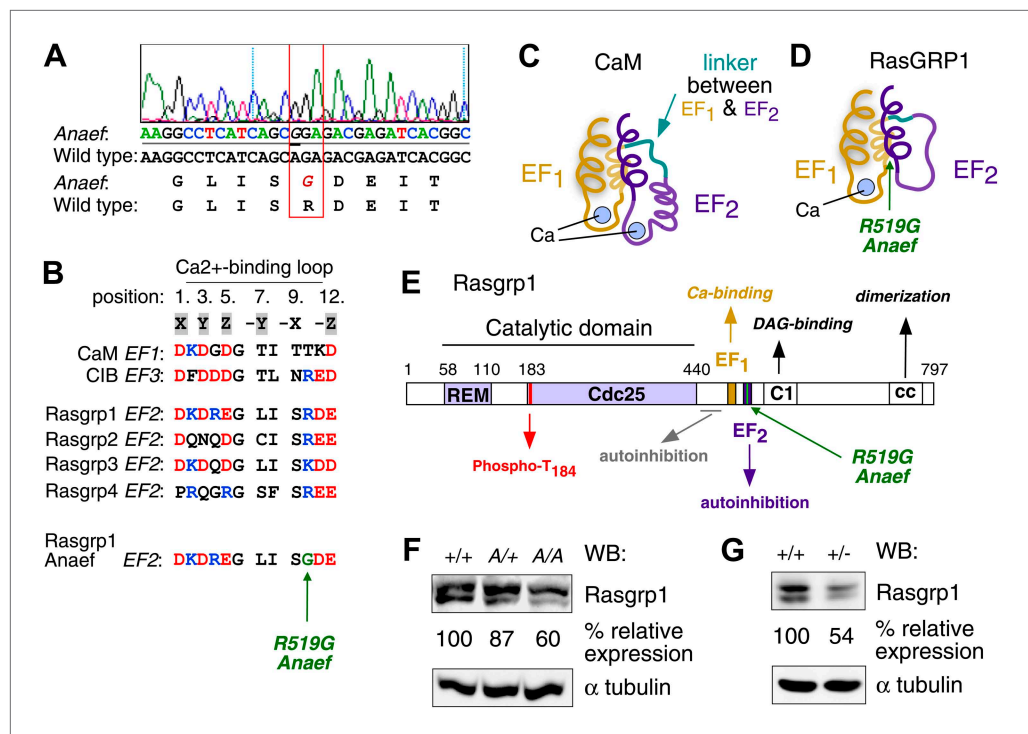 A
Anaef: AAGGCCTCATCAGCGGAGACGAGATCACGGC
Wild type: AAGGCCTCATCAGCAGAGACGAGATCACGGC
Anaef: G L I S G D E I T
Wild type: G L I S R D E I T
B
Ca2+-binding loop
position: 1. 3. 5. 7. 9. 12.
X Y Z -Y -X -Z
CaM EF1: DKDGDG TI TTKD
CIB EF3: DFDDDG TL NRED
Rasgrp1 EF2: DKDREG LI SRDE
Rasgrp2 EF2: DQNQDG CI SREE
Rasgrp3 EF2: DKDQDG LI SKDD
Rasgrp4 EF2: PRQGRG SF SREE
Rasgrp1
Anaef EF2: DKDREG LI SGDE
R519G
Anaef
C
CaM
linker
between
EF1 & EF2
EF1
EF2
Ca
D
RasGRP1
EF1
EF2
Ca
R519G
Anaef
E
Rasgrp1
Ca-binding
dimerization
DAG-binding
Catalytic domain
EF1
1 58 110 183 440 797
REM Cdc25 C1 cc
EF2
autoinhibition
Phospho-T184
R519G
Anaef
autoinhibition
F
+/+ A/+ A/A WB:
Rasgrp1
100 87 60 % relative
expression
α tubulin
G
+/+ +/- WB:
Rasgrp1
100 54 % relative
expression
α tubulin